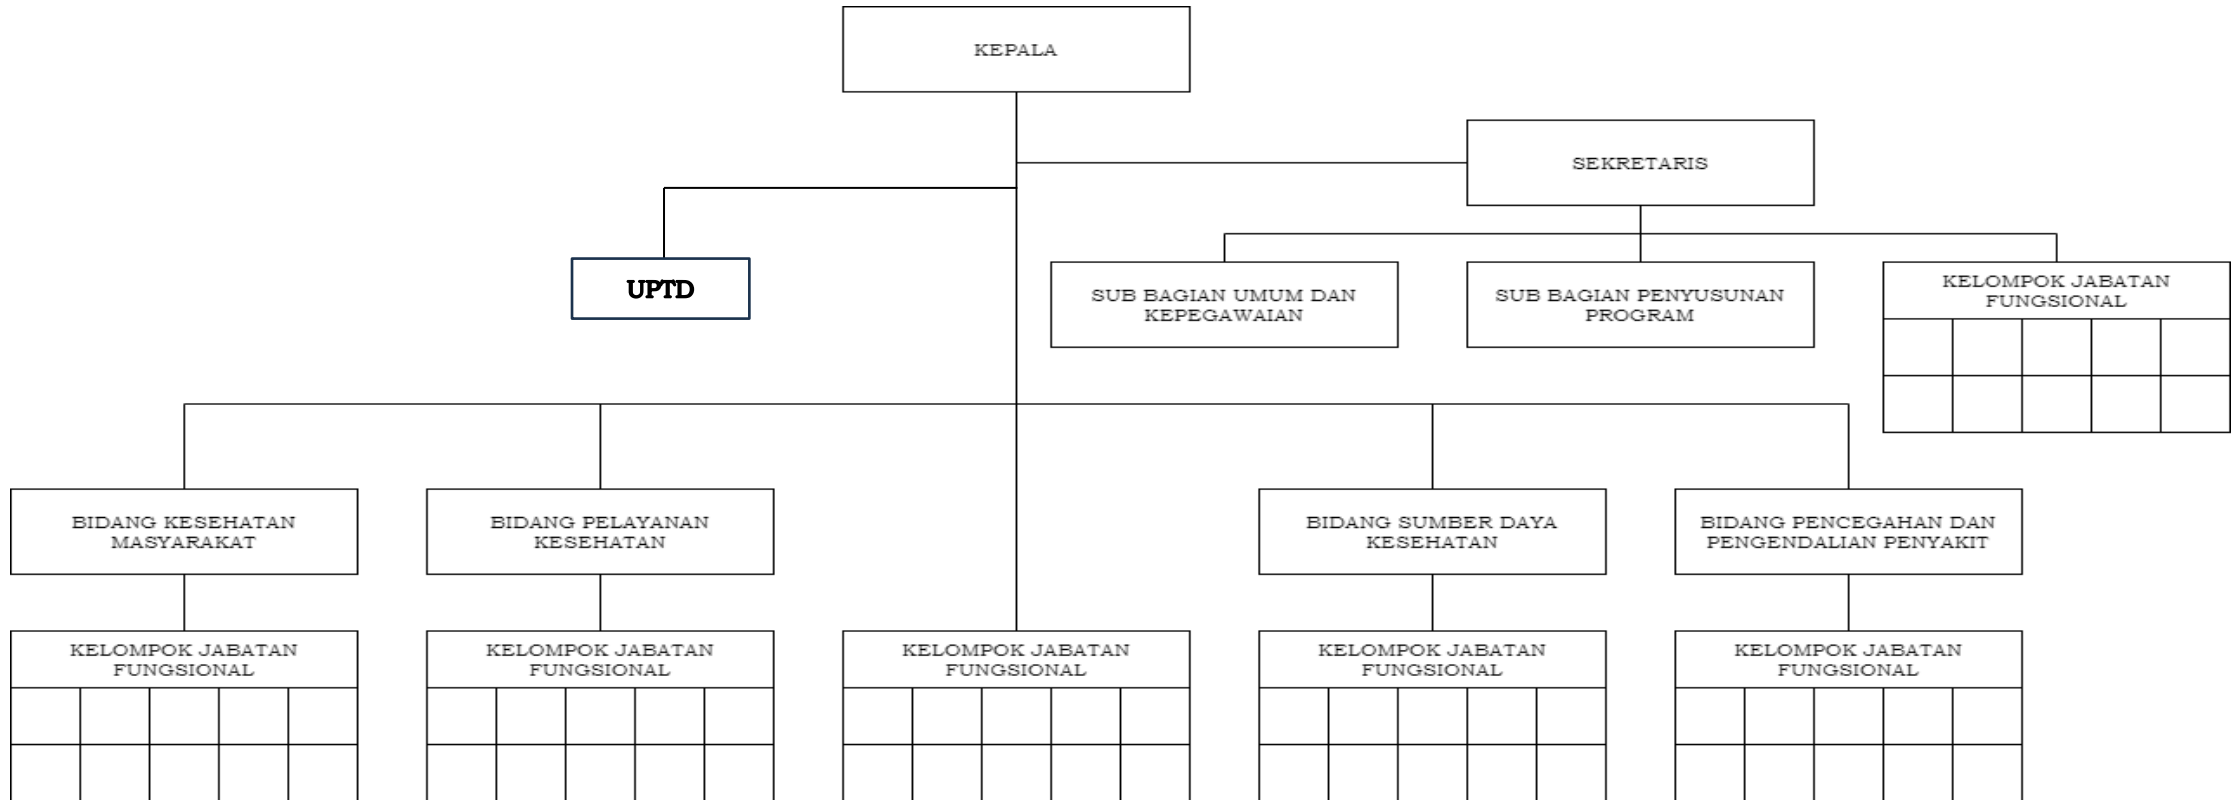 KEPALA
SEKRETARIS
UPTD
SUB BAGIAN UMUM DAN
KEPEGAWAIAN
SUB BAGIAN PENYUSUNAN
PROGRAM
KELOMPOK JABATAN
FUNGSIONAL
BIDANG KESEHATAN
MASYARAKAT
BIDANG PELAYANAN
KESEHATAN
BIDANG SUMBER DAYA
KESEHATAN
BIDANG PENCEGAHAN DAN
PENGENDALIAN PENYAKIT
KELOMPOK JABATAN
FUNGSIONAL
KELOMPOK JABATAN
FUNGSIONAL
KELOMPOK JABATAN
FUNGSIONAL
KELOMPOK JABATAN
FUNGSIONAL
KELOMPOK JABATAN
FUNGSIONAL